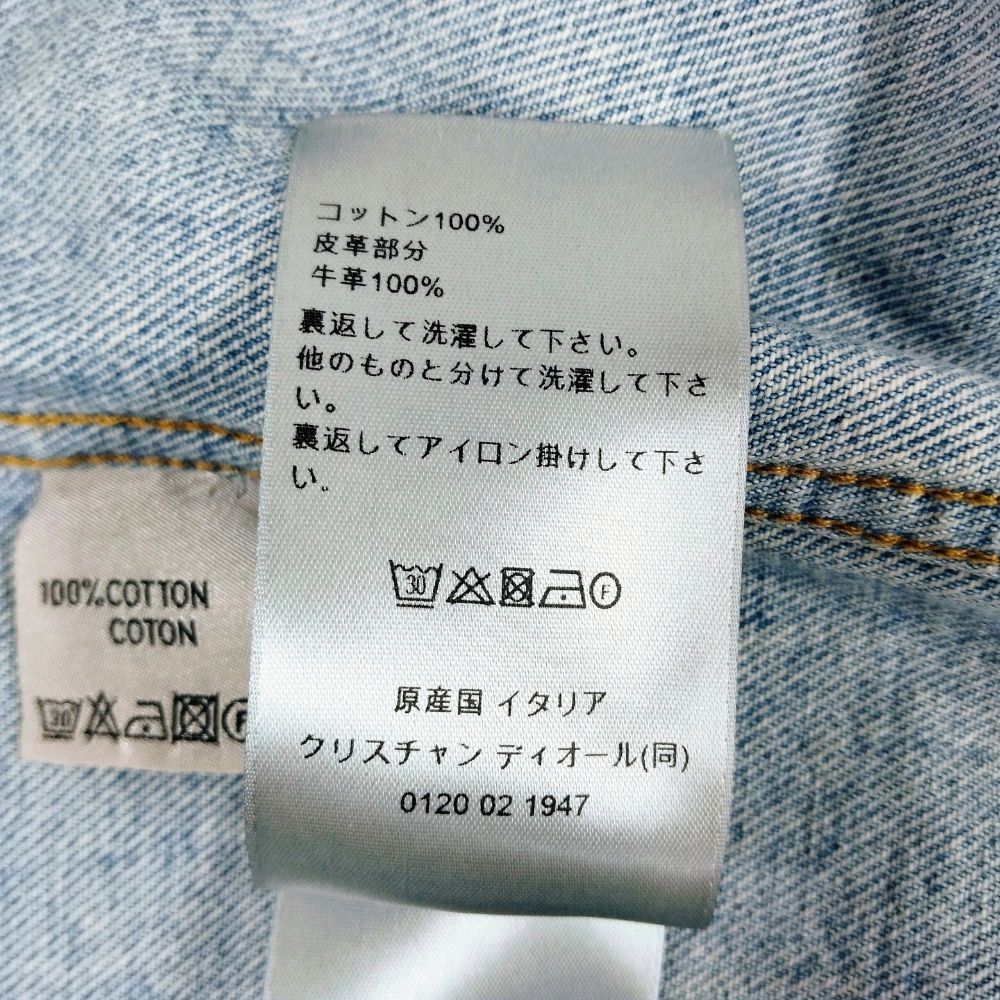 コットン100%
皮革部分
牛革100%
裏返して洗濯して下さい。
他のものと分けて洗濯して下さ
い。
裏返してアイロン掛けして下さ
い。
30 F
原産国 イタリア
クリスチャン ディオール(同)
0120 02 1947
100%COTTON
COTON
30 F